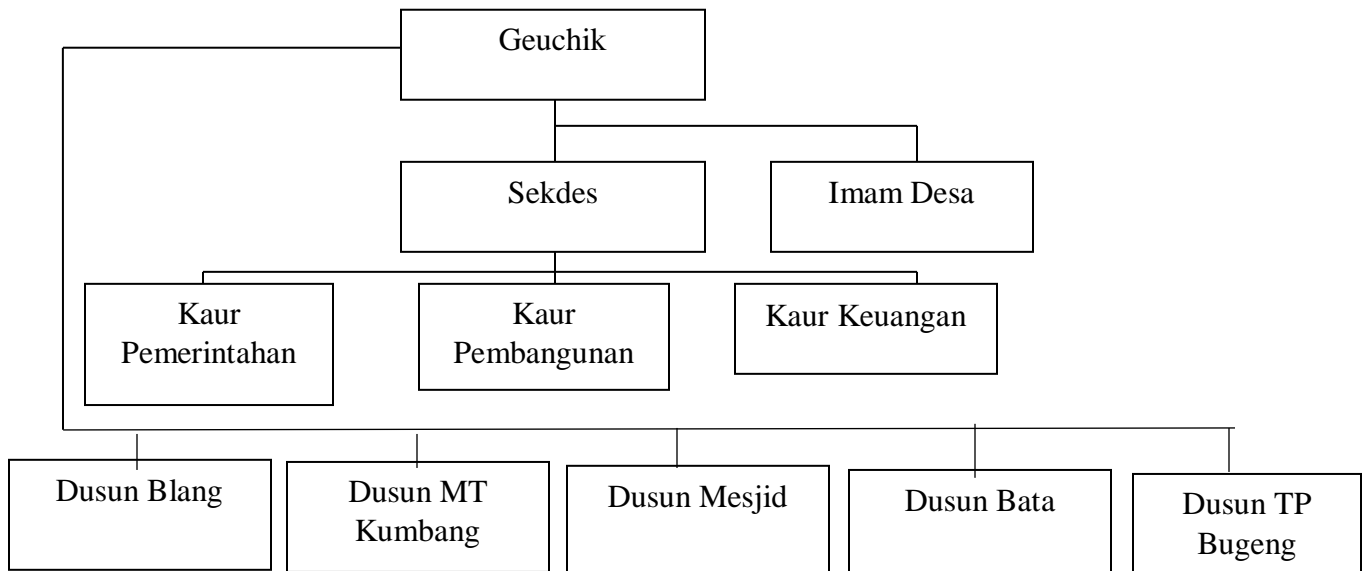 Geuchik
Sekdes
Imam Desa
Kaur
Pemerintahan
Kaur
Pembangunan
Kaur Keuangan
Dusun Blang
Dusun MT
Kumbang
Dusun Mesjid
Dusun Bata
Dusun TP
Bugeng